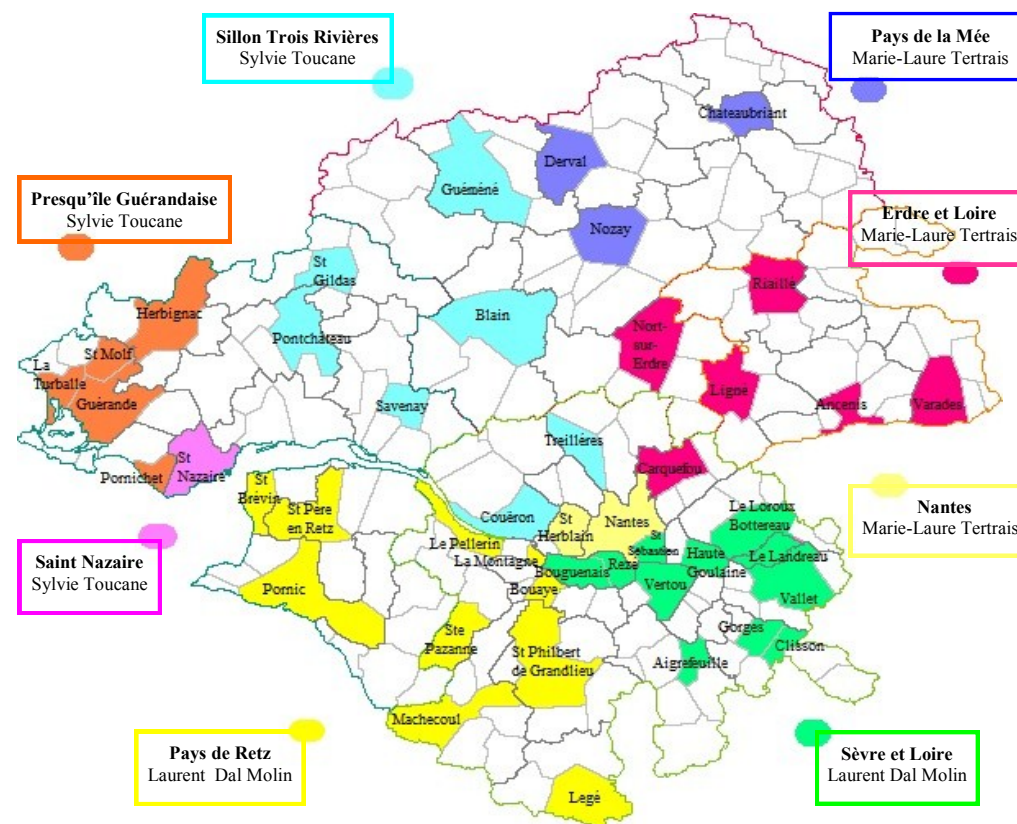 Sillon Trois Rivières
Sylvie Toucane
Pays de la Mée
Marie-Laure Tertrais
Presqu'île Guérandaise
Sylvie Toucane
Erdre et Loire
Marie-Laure Tertrais
Chateaubriant
Derval
Guéméné
Nozay
St
Gildas
Riaille
Herbignac
Blain
Pontchâteau
Nort-
sur-
Erdre
St Molf
La
Turballe
Guérande
Ligné
Savenay
Ancenis
Varades
Treillères
St
Nazaire
Pornichet
Carquefou
St
Brévin
St Père
en Retz
Couëron
St
Herblain
Nantes
Le Loroux
Bottereau
Nantes
Marie-Laure Tertrais
Le Pellerin
La Montagne
St
Sébastien
Haute
Goulaine
Le Landreau
Saint Nazaire
Sylvie Toucane
Bouguenais
Rezé
Bouaye
Vertou
Vallet
Pornic
Ste
Pazanne
St Philbert
de Grandlieu
Gorges
Clisson
Aigrefeuille
Machecoul
Pays de Retz
Laurent Dal Molin
Sèvre et Loire
Laurent Dal Molin
Legé